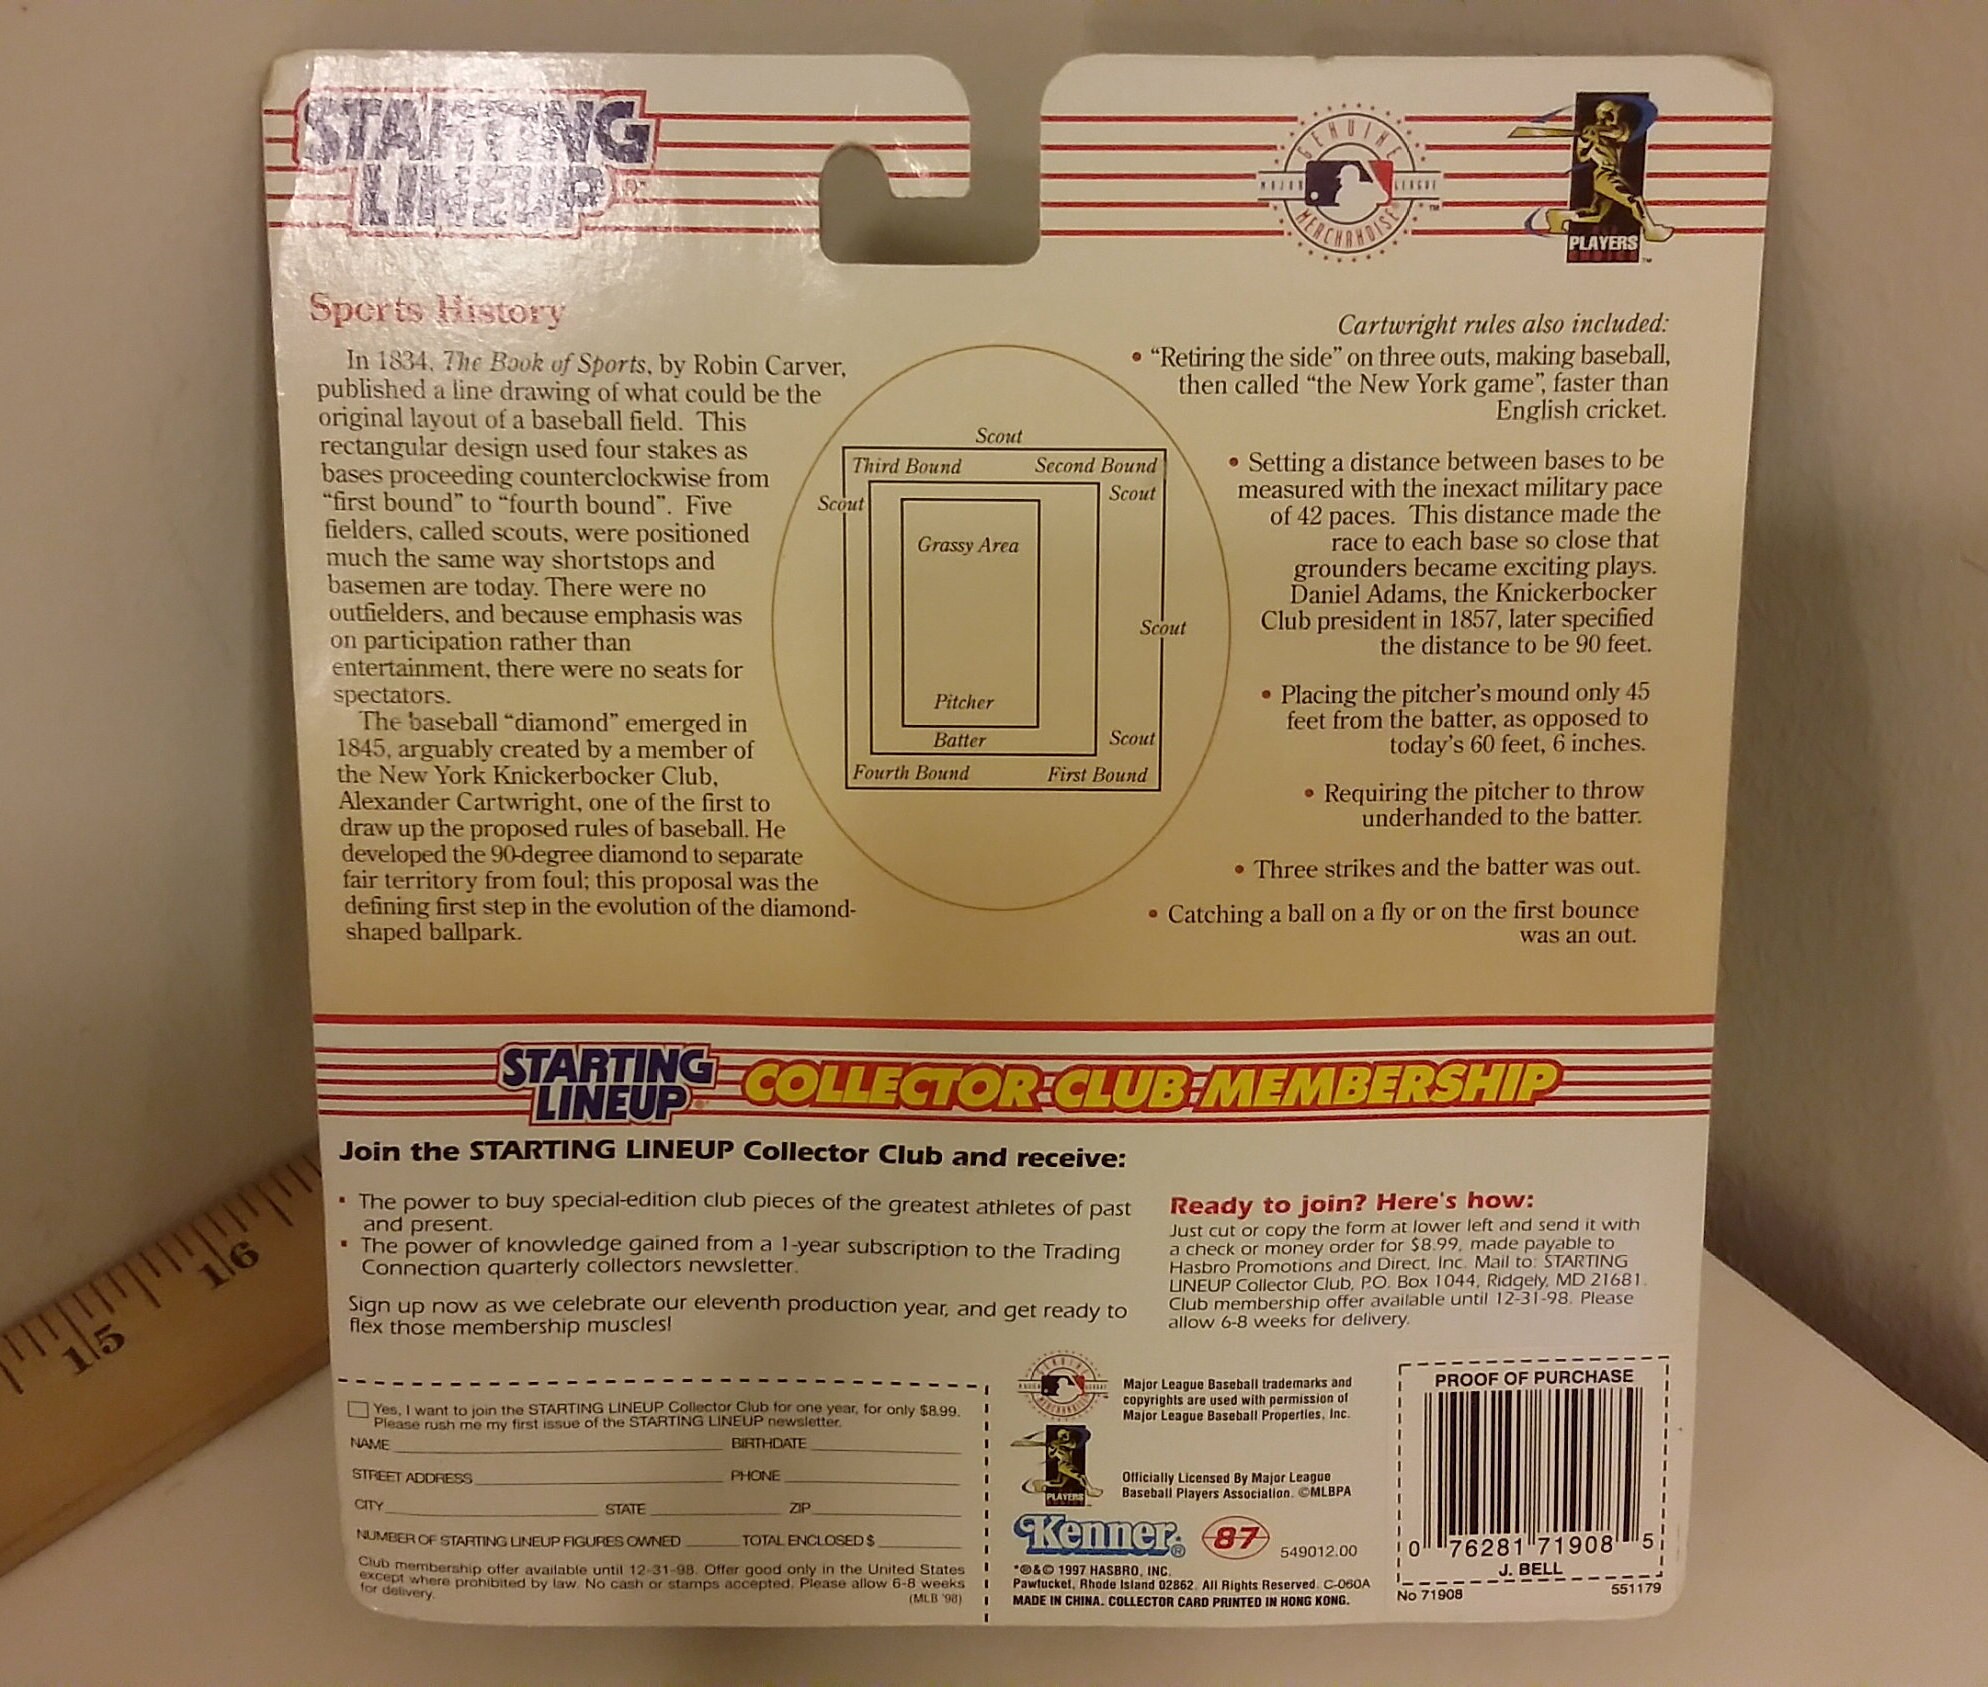 STARTING
LINEUP
GENUINE
MAJOR LEAGUE
MERCHANDISE
TM
PLAYERS
CHOICE
TM
Sports History
In 1834, The Book of Sports, by Robin Carver,
published a line drawing of what could be the
original layout of a baseball field. This
rectangular design used four stakes as
bases proceeding counterclockwise from
“first bound” to “fourth bound”. Five
fielders, called scouts, were positioned
much the same way shortstops and
basemen are today. There were no
outfielders, and because emphasis was
on participation rather than
entertainment, there were no seats for
spectators.
The baseball “diamond” emerged in
1845, arguably created by a member of
the New York Knickerbocker Club,
Alexander Cartwright, one of the first to
draw up the proposed rules of baseball. He
developed the 90-degree diamond to separate
fair territory from foul; this proposal was the
defining first step in the evolution of the diamond-
shaped ballpark.
Scout
Third Bound Second Bound
Scout Scout
Grassy Area
Scout
Pitcher
Batter Scout
Fourth Bound First Bound
Cartwright rules also included:
• “Retiring the side” on three outs, making baseball,
then called “the New York game”, faster than
English cricket.
• Setting a distance between bases to be
measured with the inexact military pace
of 42 paces. This distance made the
race to each base so close that
grounders became exciting plays.
Daniel Adams, the Knickerbocker
Club president in 1857, later specified
the distance to be 90 feet.
• Placing the pitcher's mound only 45
feet from the batter, as opposed to
today's 60 feet, 6 inches.
• Requiring the pitcher to throw
underhanded to the batter.
• Three strikes and the batter was out.
• Catching a ball on a fly or on the first bounce
was an out.
STARTING
LINEUP
COLLECTOR CLUB MEMBERSHIP
Join the STARTING LINEUP Collector Club and receive:
• The power to buy special-edition club pieces of the greatest athletes of past
and present.
• The power of knowledge gained from a 1-year subscription to the Trading
Connection quarterly collectors newsletter.
Sign up now as we celebrate our eleventh production year, and get ready to
flex those membership muscles!
Ready to join? Here's how:
Just cut or copy the form at lower left and send it with
a check or money order for $8.99, made payable to
Hasbro Promotions and Direct, Inc. Mail to: STARTING
LINEUP Collector Club, P.O. Box 1044, Ridgely, MD 21681.
Club membership offer available until 12-31-98. Please
allow 6-8 weeks for delivery.
Yes, I want to join the STARTING LINEUP Collector Club for one year, for only $8.99.
Please rush me my first issue of the STARTING LINEUP newsletter.
NAME BIRTHDATE
STREET ADDRESS PHONE
CITY STATE ZIP
NUMBER OF STARTING LINEUP FIGURES OWNED TOTAL ENCLOSED $
Club membership offer available until 12-31-98. Offer good only in the United States
except where prohibited by law. No cash or stamps accepted. Please allow 6-8 weeks
for delivery.
(MLB '98)
GENUINE
MERCHANDISE
Major League Baseball trademarks and
copyrights are used with permission of
Major League Baseball Properties, Inc.
PLAYERS
Officially Licensed By Major League
Baseball Players Association. ©MLBPA
Kenner®
87
549012.00
*®&© 1997 HASBRO, INC.
Pawtucket, Rhode Island 02862. All Rights Reserved. C-060A
MADE IN CHINA. COLLECTOR CARD PRINTED IN HONG KONG.
PROOF OF PURCHASE
0 76281 71908 5
J. BELL
No 71908
551179
15
16